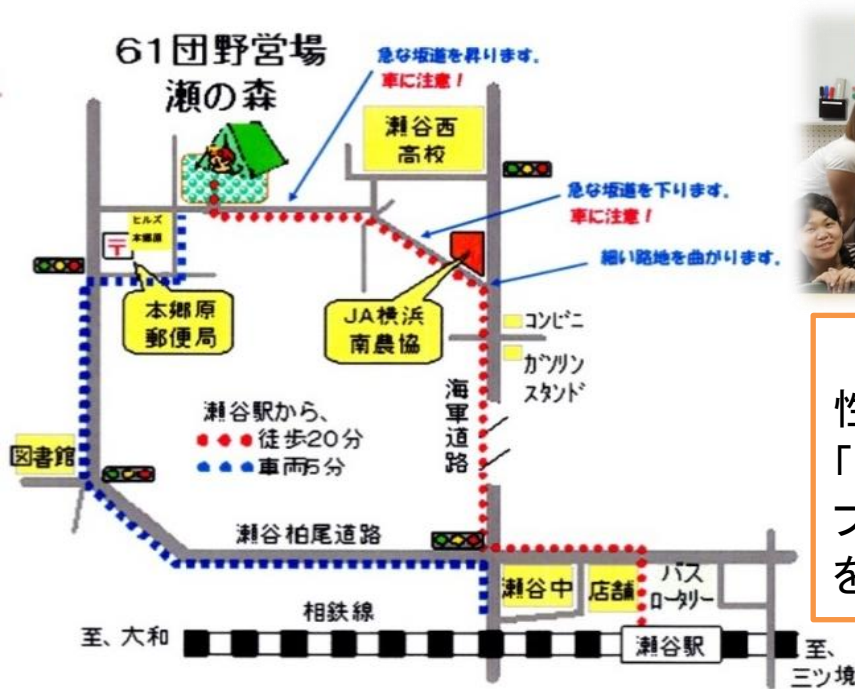 61団野営場
瀬の森
急な坂道を昇ります.
車に注意!
瀬谷西
高校
急な坂道を下ります.
車に注意!
細い路地を曲がります.
ヒルズ
本郷原
〒
本郷原
郵便局
JA横浜
南農協
コンビニ
ガソリン
スタンド
海軍道路
瀬谷駅から、
徒歩20分
車両5分
図書館
瀬谷柏尾道路
瀬谷中
店舗
バス
ロータリー
相鉄線
至、大和
瀬谷駅
至、
三ツ境
性
「
フ
を